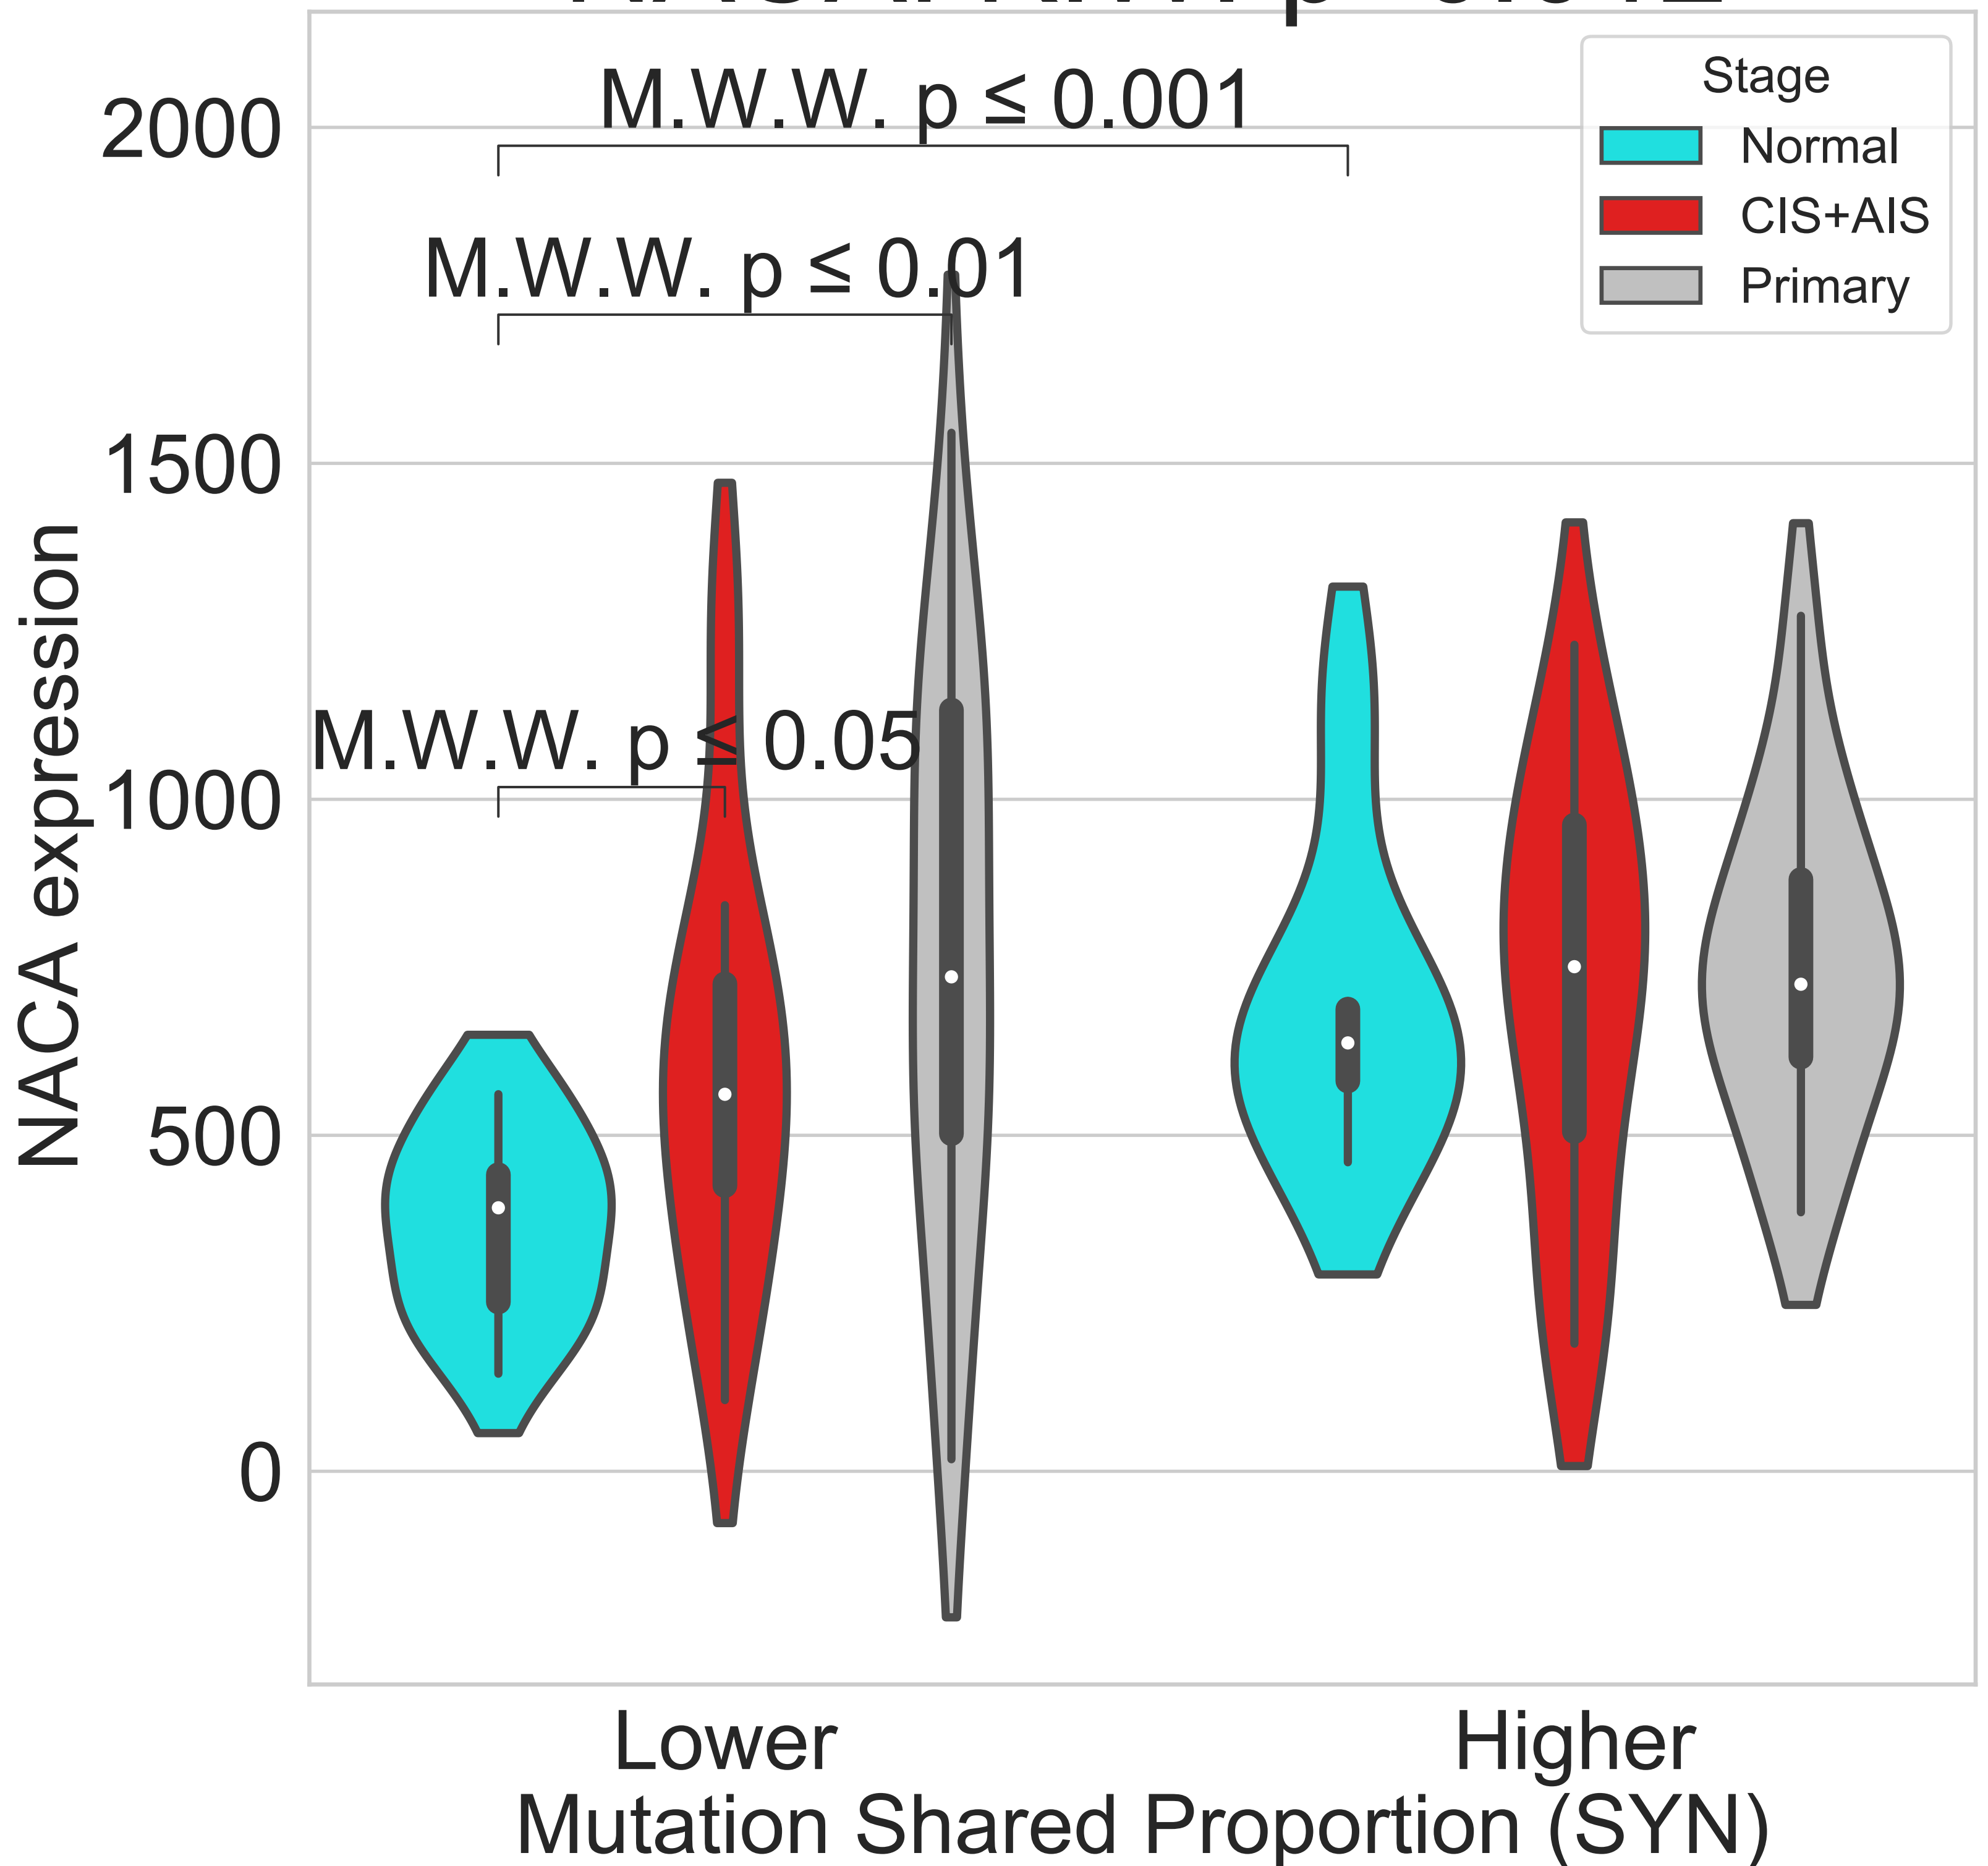 M.W.W. p ≤ 0.001
M.W.W. p ≤ 0.01
M.W.W. p ≤ 0.05
Stage
Normal
CIS+AIS
Primary
2000
1500
1000
500
0
NACA expression
Lower
Higher
Mutation Shared Proportion (SYN)